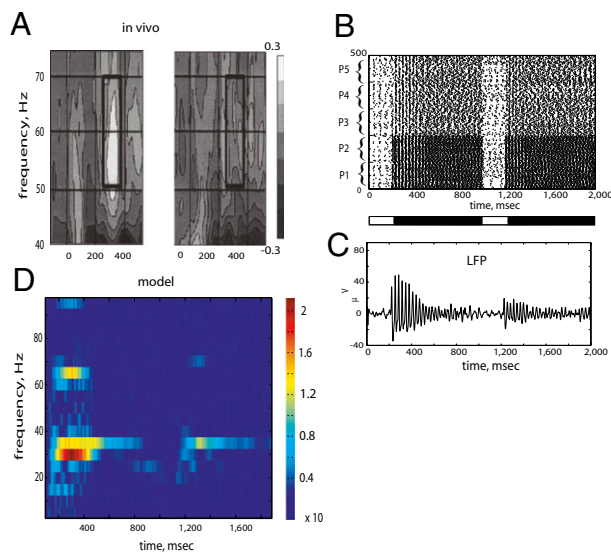 A
in vivo
frequency, Hz
70
60
50
40
0 200 400
0 200 400
0.3
-0.3
B
500
P5
P4
P3
P2
P1
0
0 400 800 1,200 1,600 2,000
time, msec
C
LFP
80
40
0
-40
μ V
0 400 800 1,200 1,600 2,000
time, msec
D
model
frequency, Hz
80
60
40
20
400 800 1,200 1,600
time, msec
2
1.6
1.2
0.8
0.4
x 10